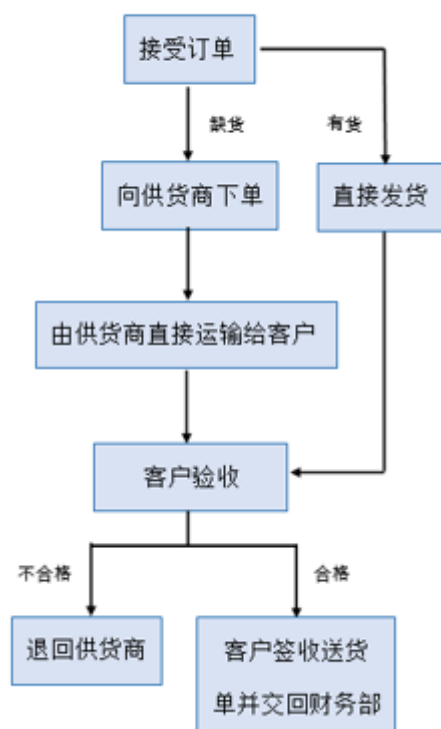 接受订单
缺货
有货
向供货商下单
直接发货
由供货商直接运输给客户
客户验收
不合格
合格
退回供货商
客户签收送货
单并交回财务部